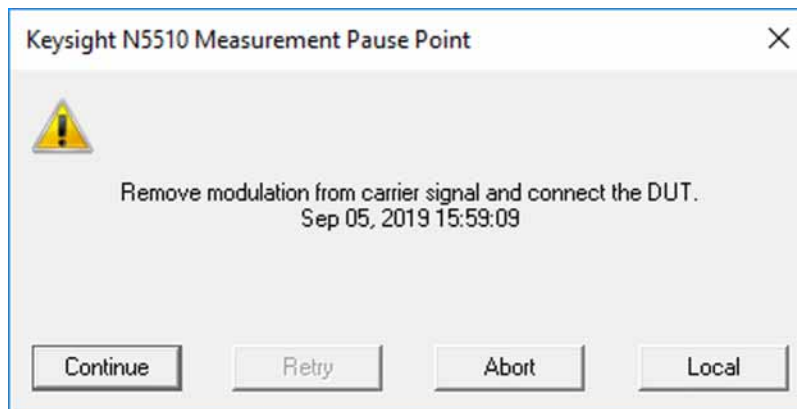 Keysight N5510 Measurement Pause Point
Remove modulation from carrier signal and connect the DUT.
Sep 05, 2019 15:59:09
Continue
Retry
Abort
Local